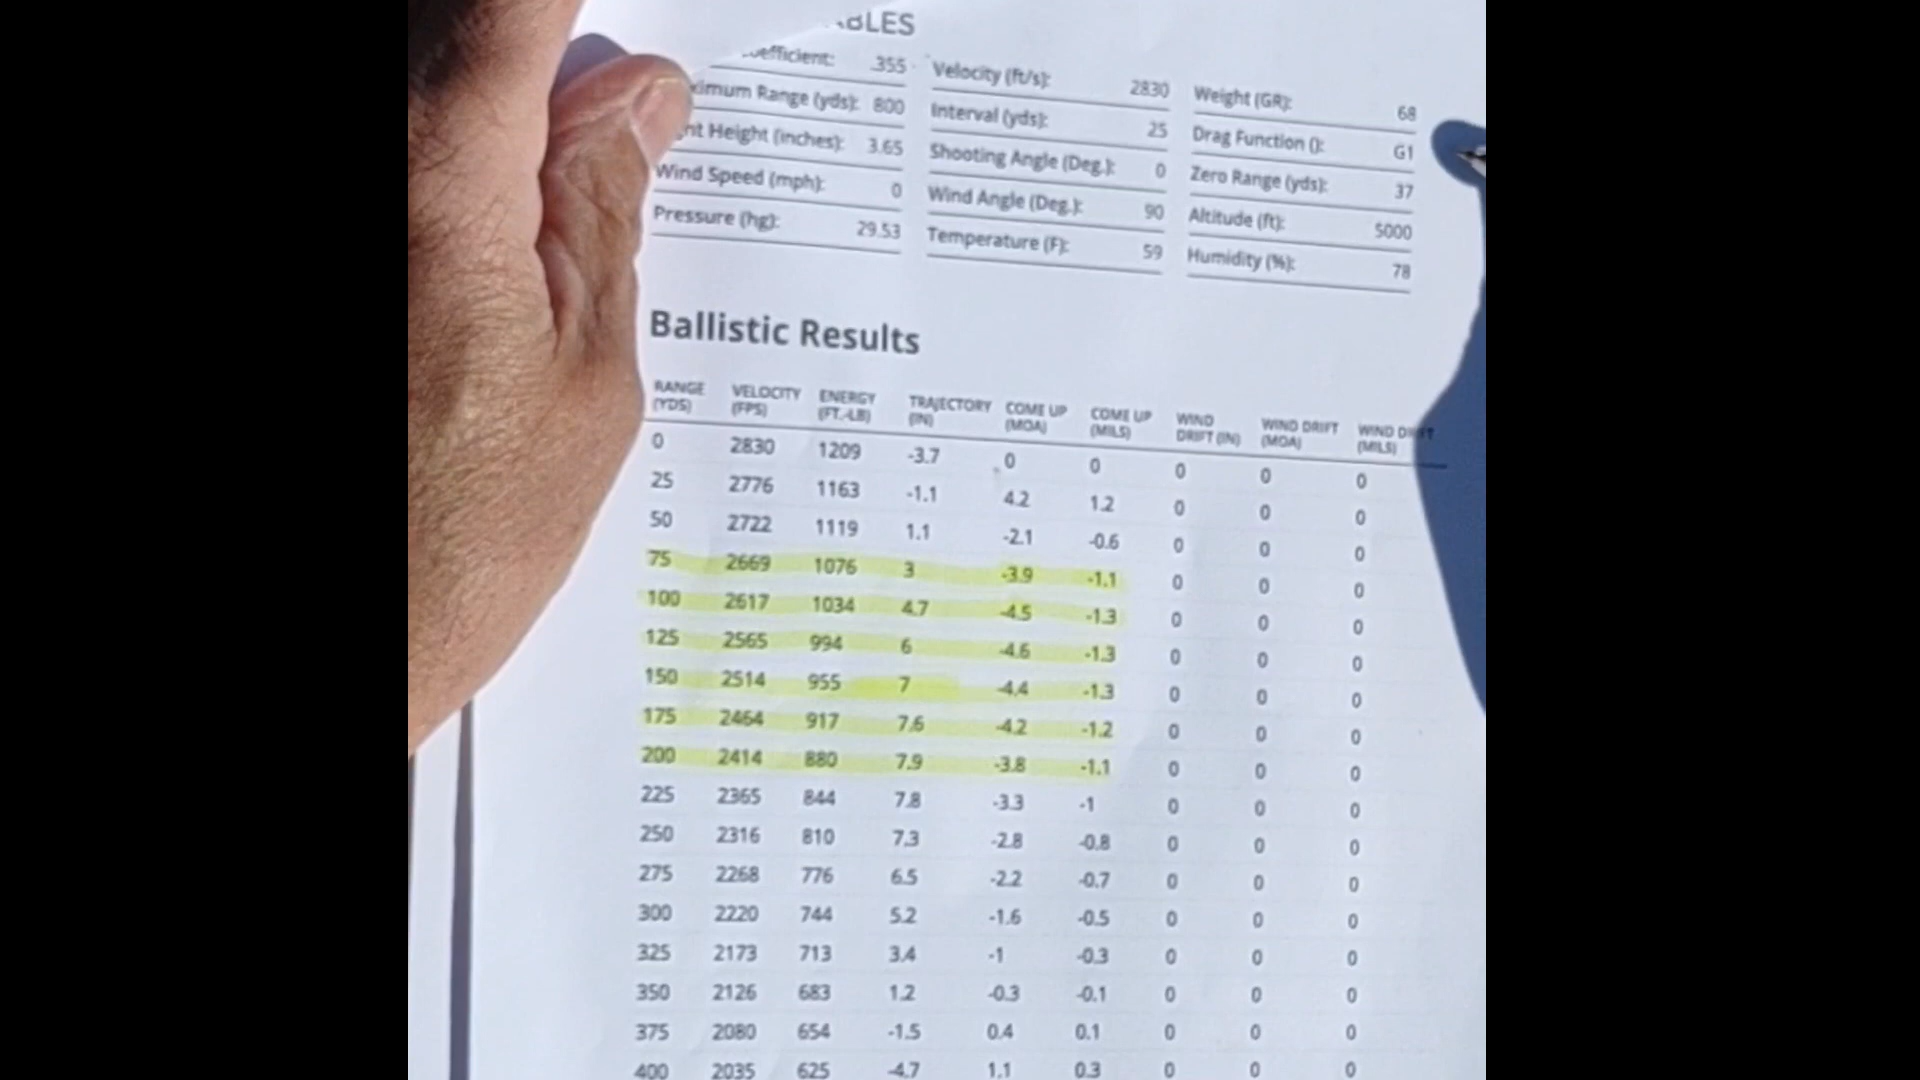 BLES
efficient: .355 Velocity (ft/s): 2830 Weight (GR): 68
ximum Range (yds): 800 Interval (yds): 25 Drag Function (): G1
ht Height (inches): 3.65 Shooting Angle (Deg.): 0 Zero Range (yds): 37
Wind Speed (mph): 0 Wind Angle (Deg.): 90 Altitude (ft): 5000
Pressure (hg): 29.53 Temperature (F): 59 Humidity (%): 78
Ballistic Results
RANGE (YDS) VELOCITY (FPS) ENERGY (FT.-LB) TRAJECTORY (IN) COME UP (MOA) COME UP (MILS) WIND DRIFT (IN) WIND DRIFT (MOA) WIND DRIFT (MILS)
0 2830 1209 -3.7 0 0 0 0 0
25 2776 1163 -1.1 4.2 1.2 0 0 0
50 2722 1119 1.1 -2.1 -0.6 0 0 0
75 2669 1076 3 -3.9 -1.1 0 0 0
100 2617 1034 4.7 -4.5 -1.3 0 0 0
125 2565 994 6 -4.6 -1.3 0 0 0
150 2514 955 7 -4.4 -1.3 0 0 0
175 2464 917 7.6 -4.2 -1.2 0 0 0
200 2414 880 7.9 -3.8 -1.1 0 0 0
225 2365 844 7.8 -3.3 -1 0 0 0
250 2316 810 7.3 -2.8 -0.8 0 0 0
275 2268 776 6.5 -2.2 -0.7 0 0 0
300 2220 744 5.2 -1.6 -0.5 0 0 0
325 2173 713 3.4 -1 -0.3 0 0 0
350 2126 683 1.2 -0.3 -0.1 0 0 0
375 2080 654 -1.5 0.4 0.1 0 0 0
400 2035 625 -4.7 1.1 0.3 0 0 0